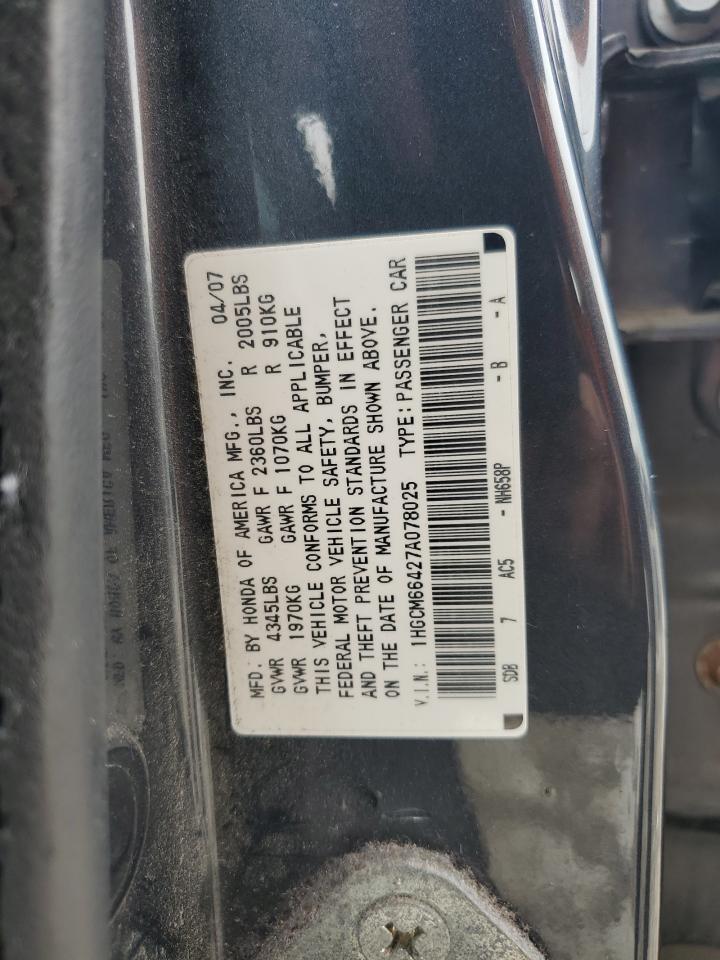 MFD. BY HONDA OF AMERICA MFG., INC. 04/07
GVWR 4345LBS GAWR F 2360LBS R 2005LBS
GVWR 1970KG GAWR F 1070KG R 910KG
THIS VEHICLE CONFORMS TO ALL APPLICABLE
FEDERAL MOTOR VEHICLE SAFETY, BUMPER,
AND THEFT PREVENTION STANDARDS IN EFFECT
ON THE DATE OF MANUFACTURE SHOWN ABOVE.
V.I.N.: 1HGCM66427A078025 TYPE:PASSENGER CAR
SDB 7 AC5 - NH658P - B - A